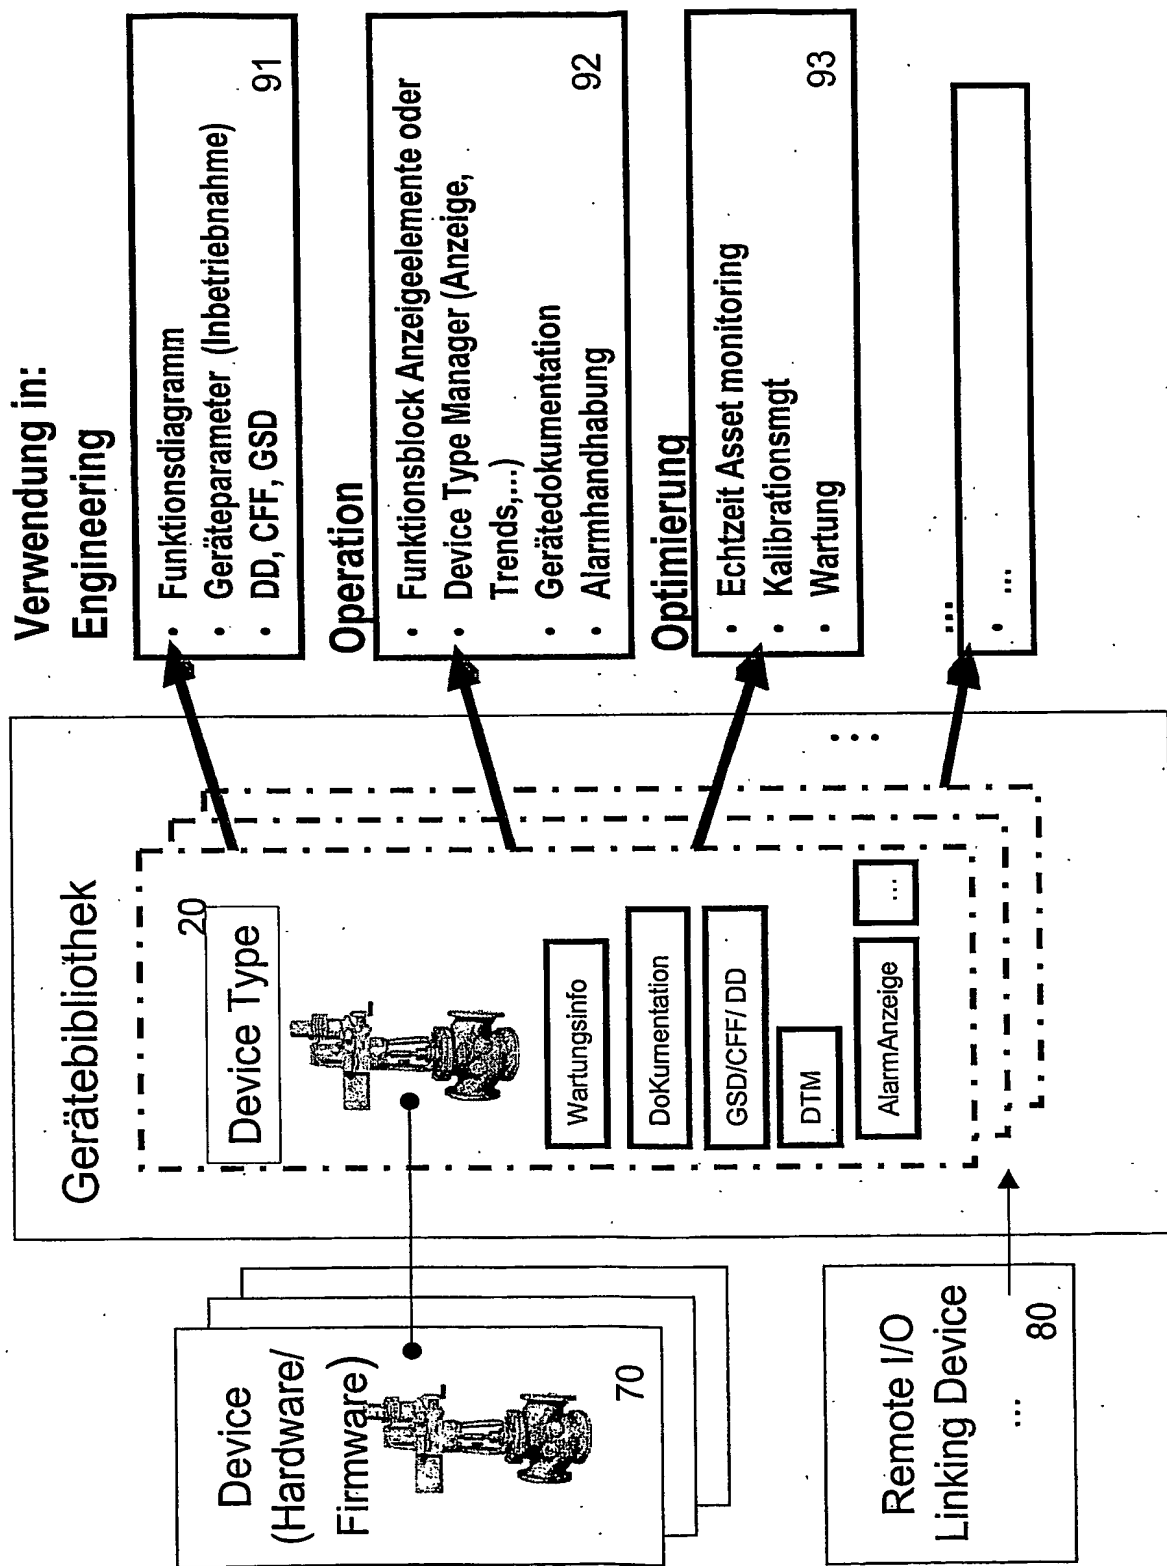 Device
(Hardware/
Firmware)
70
Remote I/O
Linking Device
...
80
Gerätebibliothek
20
Device Type
Wartungsinfo
DoKumentation
GSD/CFF/ DD
DTM
AlarmAnzeige
...
...
Verwendung in:
Engineering
• Funktionsdiagramm
• Geräteparameter (Inbetriebnahme)
• DD, CFF, GSD
91
Operation
• Funktionsblock Anzeigeelemente oder
• Device Type Manager (Anzeige,
Trends,...)
• Gerätedokumentation
• Alarmhandhabung
92
Optimierung
• Echtzeit Asset monitoring
• Kalibrationsmgt
• Wartung
93
...
• ...